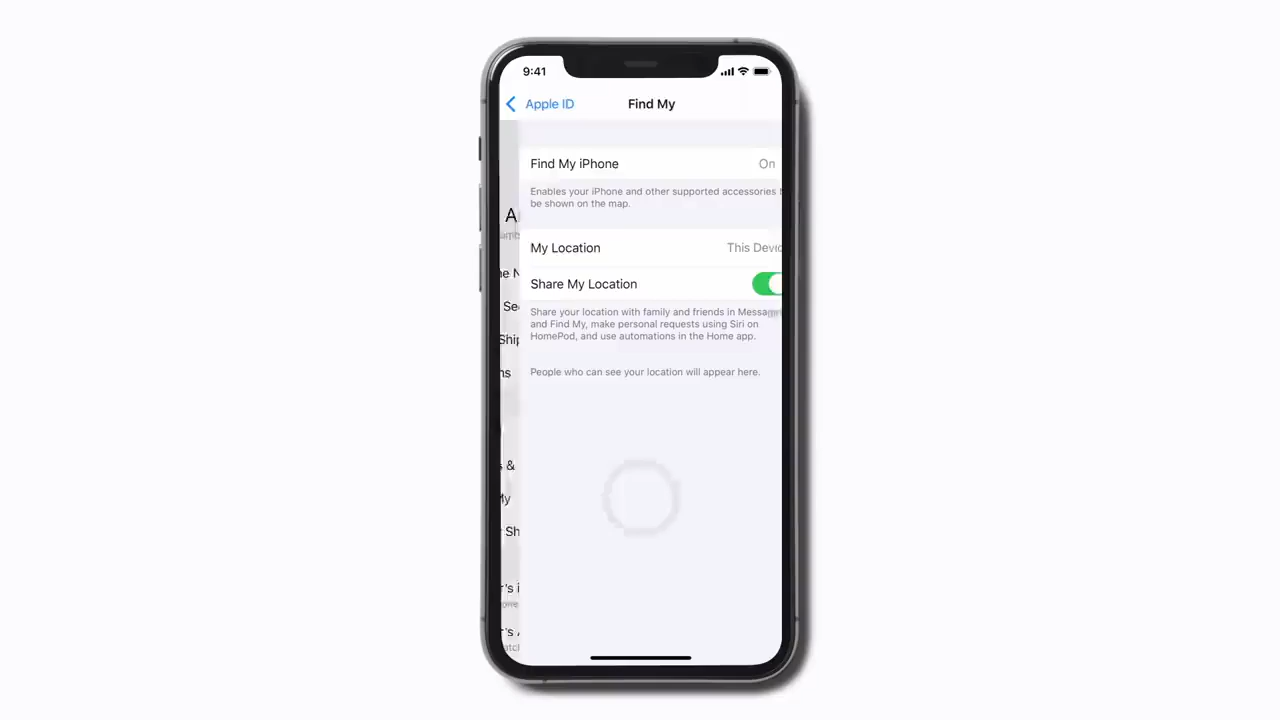 9:41
Apple ID
Find My
Find My iPhone
On
Enables your iPhone and other supported accessories
be shown on the map.
My Location
This
Share My Location
Share your location with family and friends in
and Find My, make personal requests using Siri on
HomePod, and use automations in the Home app.
People who can see your location will appear here.